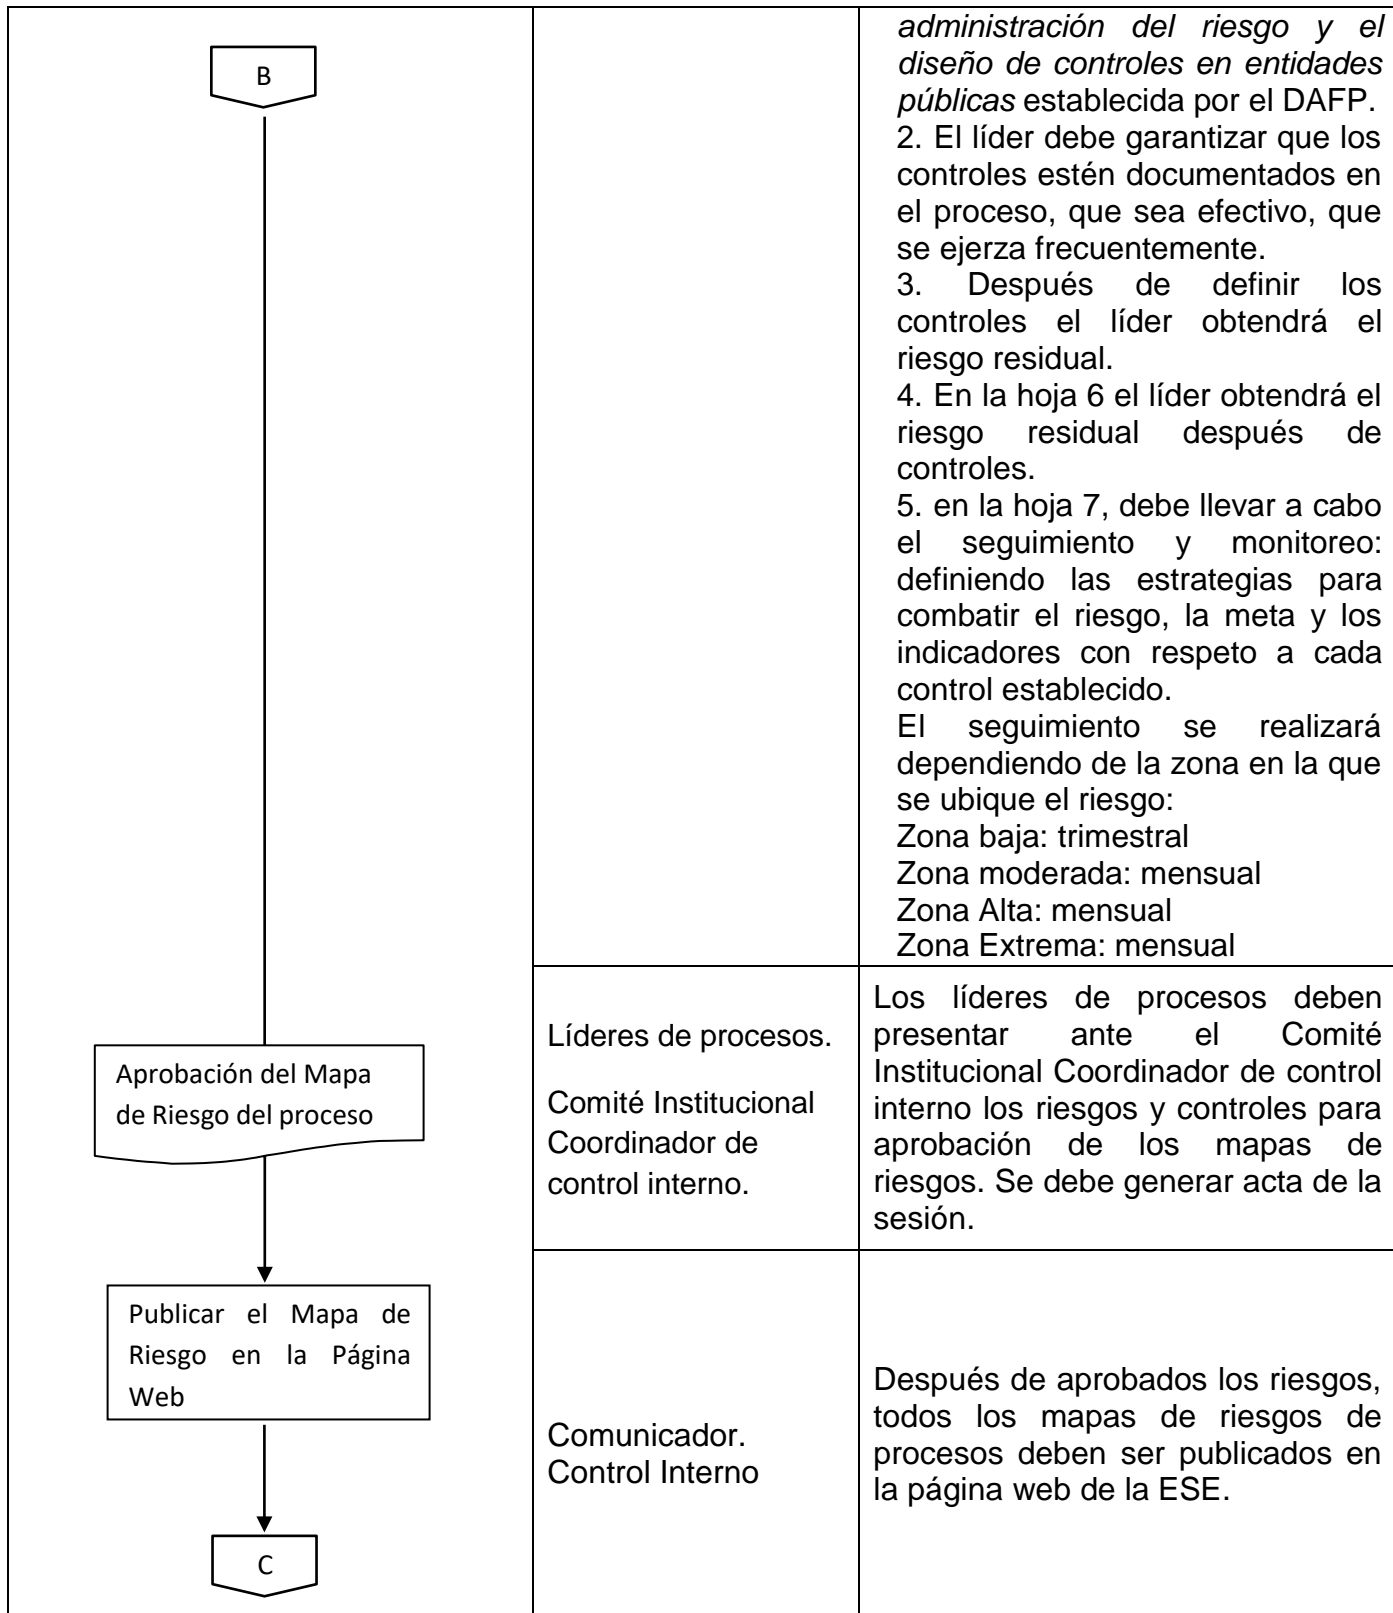 B
administración del riesgo y el
diseño de controles en entidades
públicas establecida por el DAFP.
2. El líder debe garantizar que los
controles estén documentados en
el proceso, que sea efectivo, que
se ejerza frecuentemente.
3. Después de definir los
controles el líder obtendrá el
riesgo residual.
4. En la hoja 6 el líder obtendrá el
riesgo residual después de
controles.
5. en la hoja 7, debe llevar a cabo
el seguimiento y monitoreo:
definiendo las estrategias para
combatir el riesgo, la meta y los
indicadores con respeto a cada
control establecido.
El seguimiento se realizará
dependiendo de la zona en la que
se ubique el riesgo:
Zona baja: trimestral
Zona moderada: mensual
Zona Alta: mensual
Zona Extrema: mensual
Aprobación del Mapa
de Riesgo del proceso
Líderes de procesos.
Comité Institucional
Coordinador de
control interno.
Los líderes de procesos deben
presentar ante el Comité
Institucional Coordinador de control
interno los riesgos y controles para
aprobación de los mapas de
riesgos. Se debe generar acta de la
sesión.
Publicar el Mapa de
Riesgo en la Página
Web
Comunicador.
Control Interno
Después de aprobados los riesgos,
todos los mapas de riesgos de
procesos deben ser publicados en
la página web de la ESE.
C